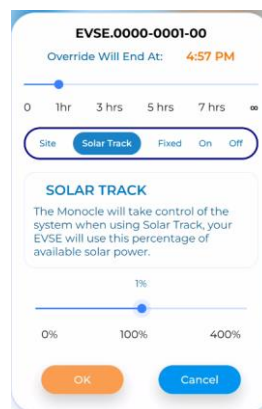 EVSE.0000-0001-00
Override Will End At: 4:57 PM
0 1hr 3 hrs 5 hrs 7 hrs ∞
Site Solar Track Fixed On Off
SOLAR TRACK
The Monocle will take control of the
system when using Solar Track, your
EVSE will use this percentage of
available solar power.
1%
0% 100% 400%
OK Cancel